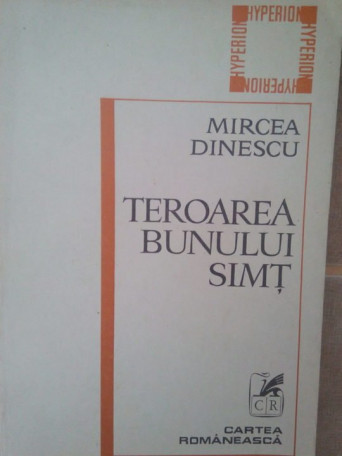 HYPERION
HYPERION
HYPERION
HYPERION
MIRCEA
DINESCU
TEROAREA
BUNULUI
SIMȚ
CR
CARTEA
ROMÂNEASCĂ